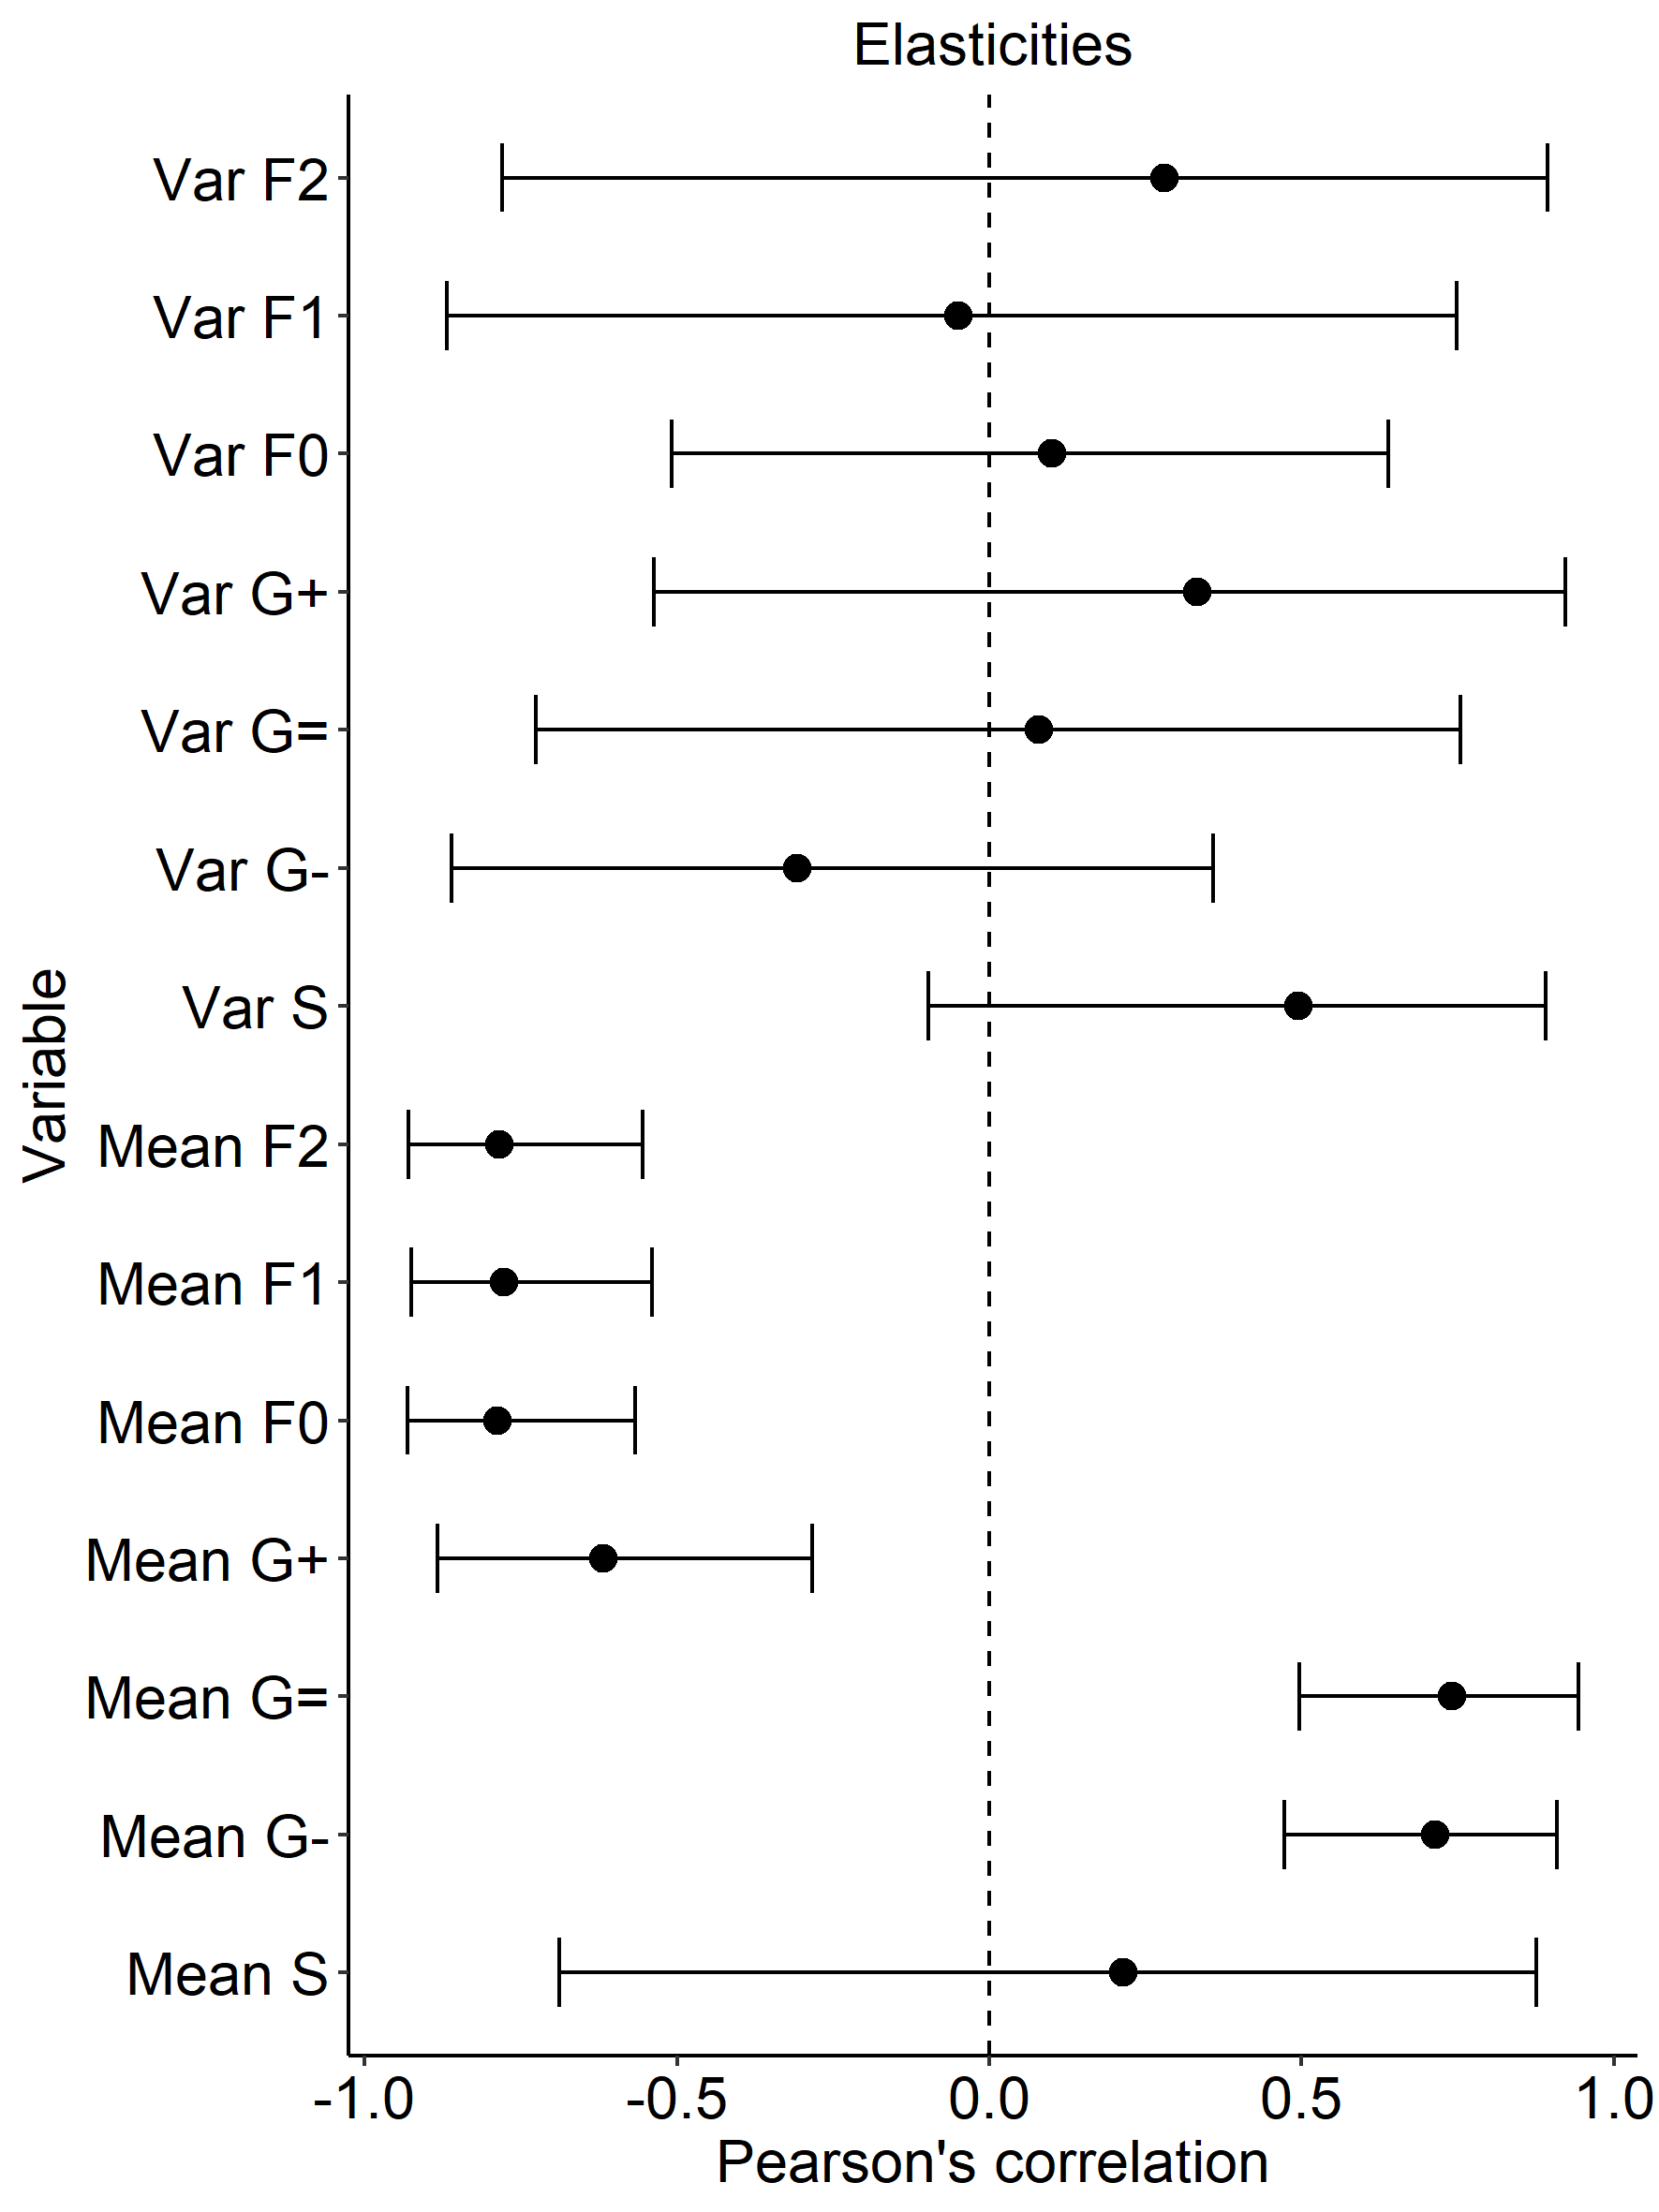 Elasticities
Var F2
Var F1
Var F0
Var G+
Var G=
Var G-
Var S
Mean F2
Mean F1
Mean F0
Mean G+
Mean G=
Mean G-
Mean S
Variable
-1.0 -0.5 0.0 0.5 1.0
Pearson's correlation